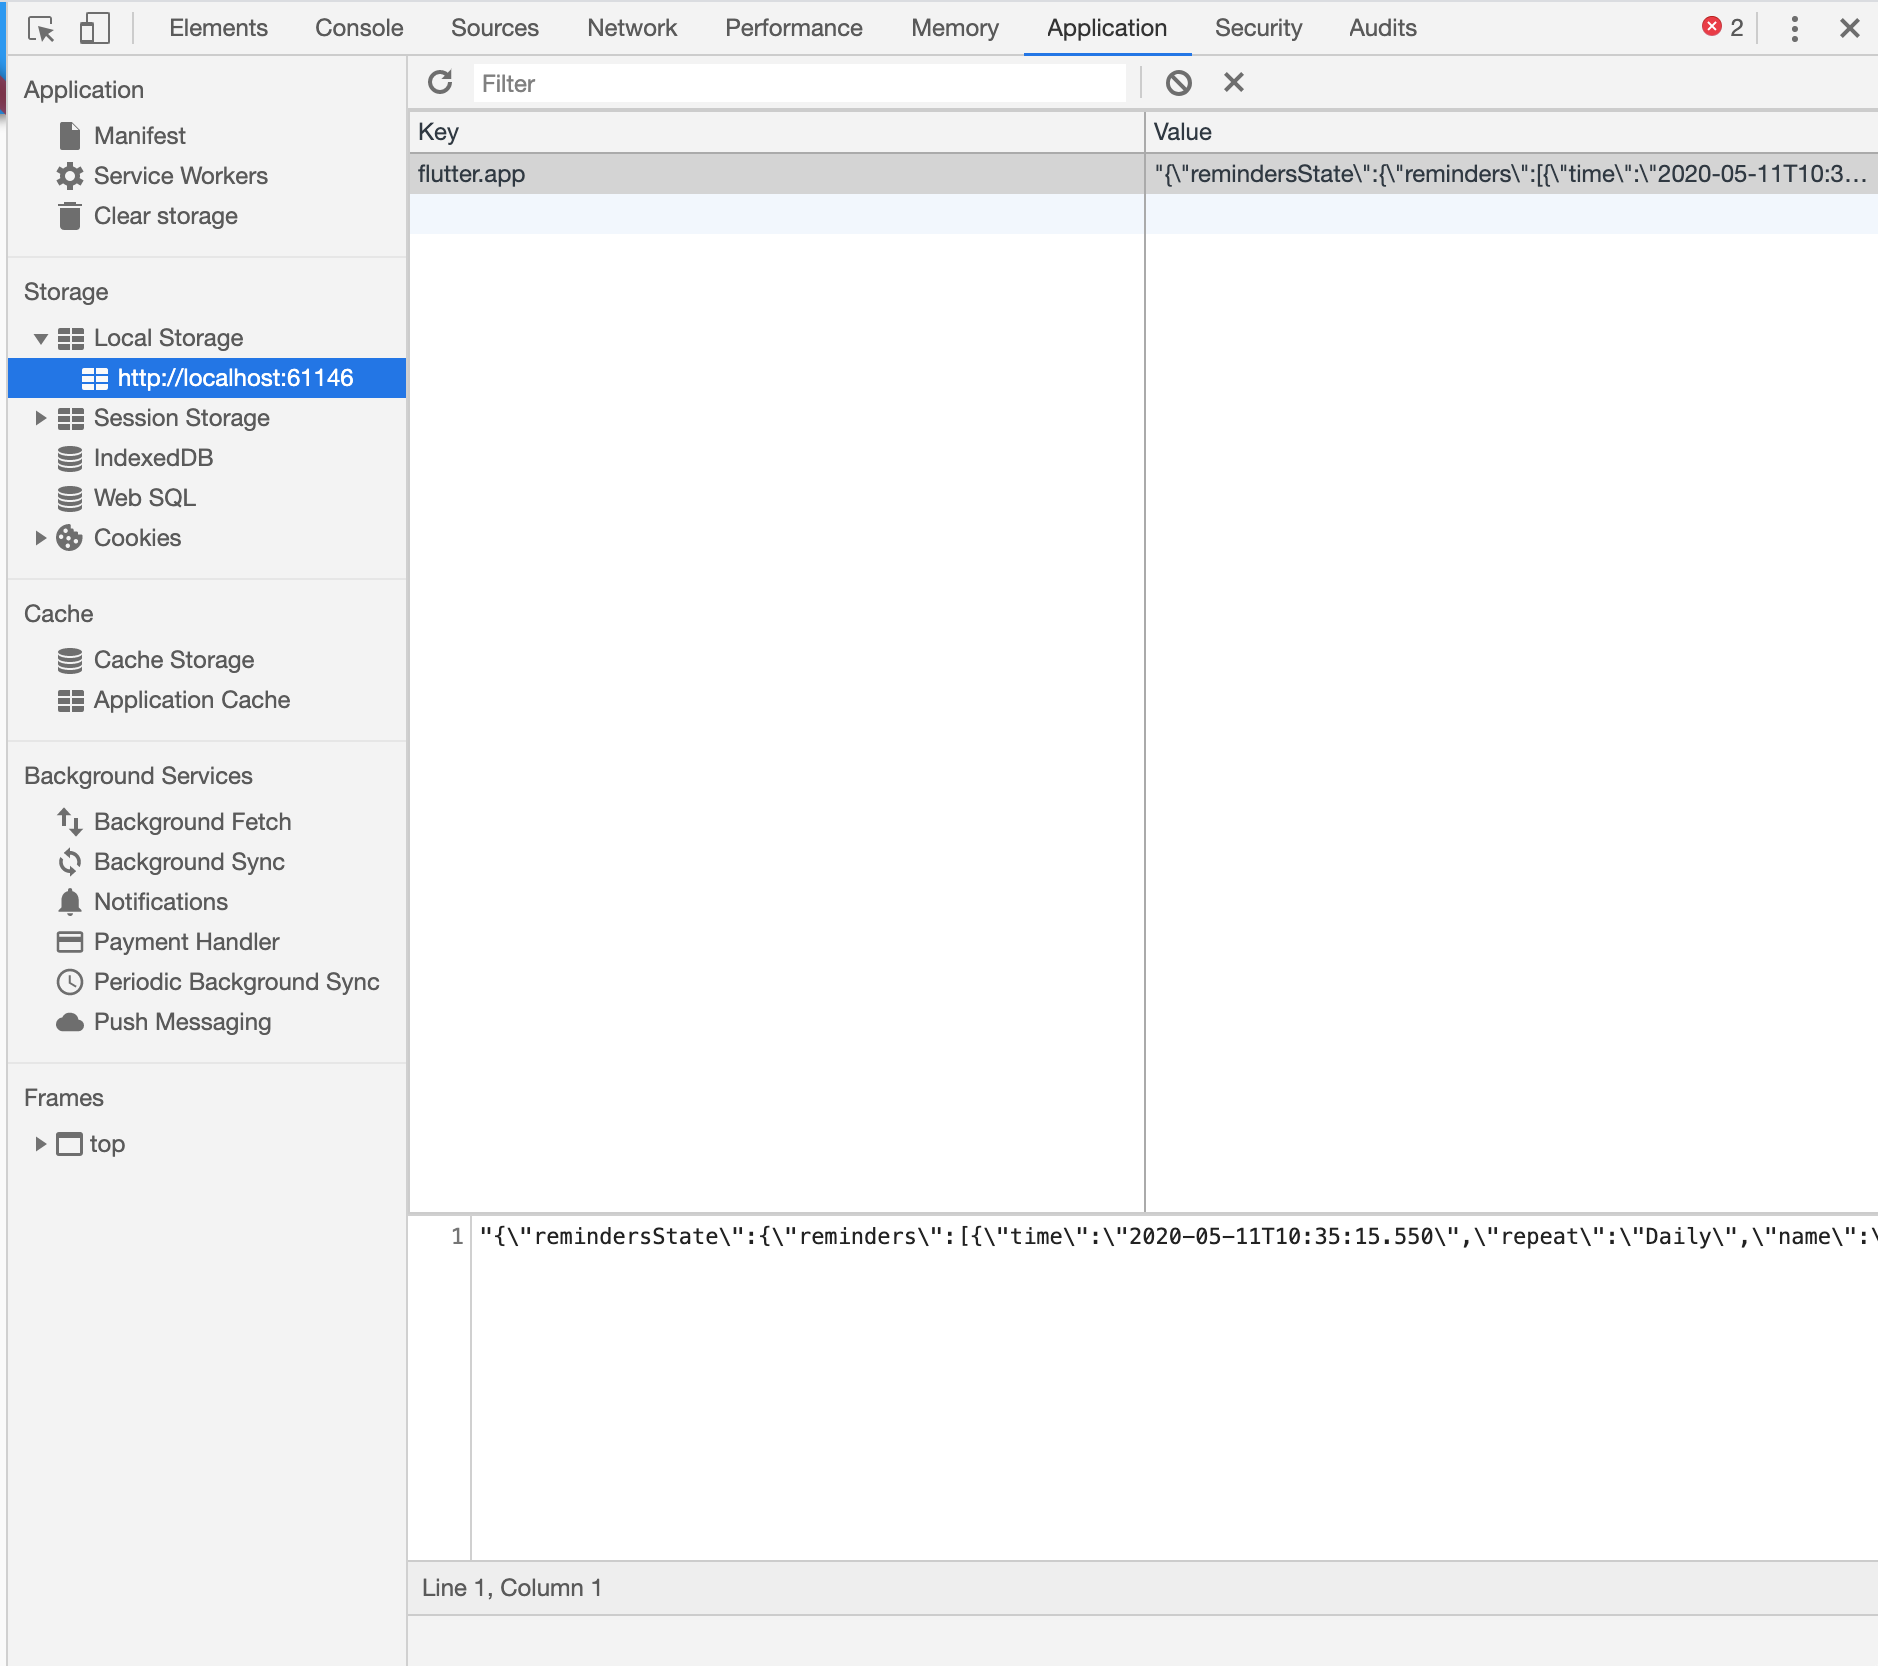 Elements Console Sources Network Performance Memory Application Security Audits 2
Application
Manifest
Service Workers
Clear storage
Storage
Local Storage
http://localhost:61146
Session Storage
IndexedDB
Web SQL
Cookies
Cache
Cache Storage
Application Cache
Background Services
Background Fetch
Background Sync
Notifications
Payment Handler
Periodic Background Sync
Push Messaging
Frames
top
Filter
Key Value
flutter.app "{\"remindersState\":{\"reminders\":[{\"time\":\"2020-05-11T10:3…
1 "{\"remindersState\":{\"reminders\":[{\"time\":\"2020-05-11T10:35:15.550\",\"repeat\":\"Daily\",\"name\":\
Line 1, Column 1